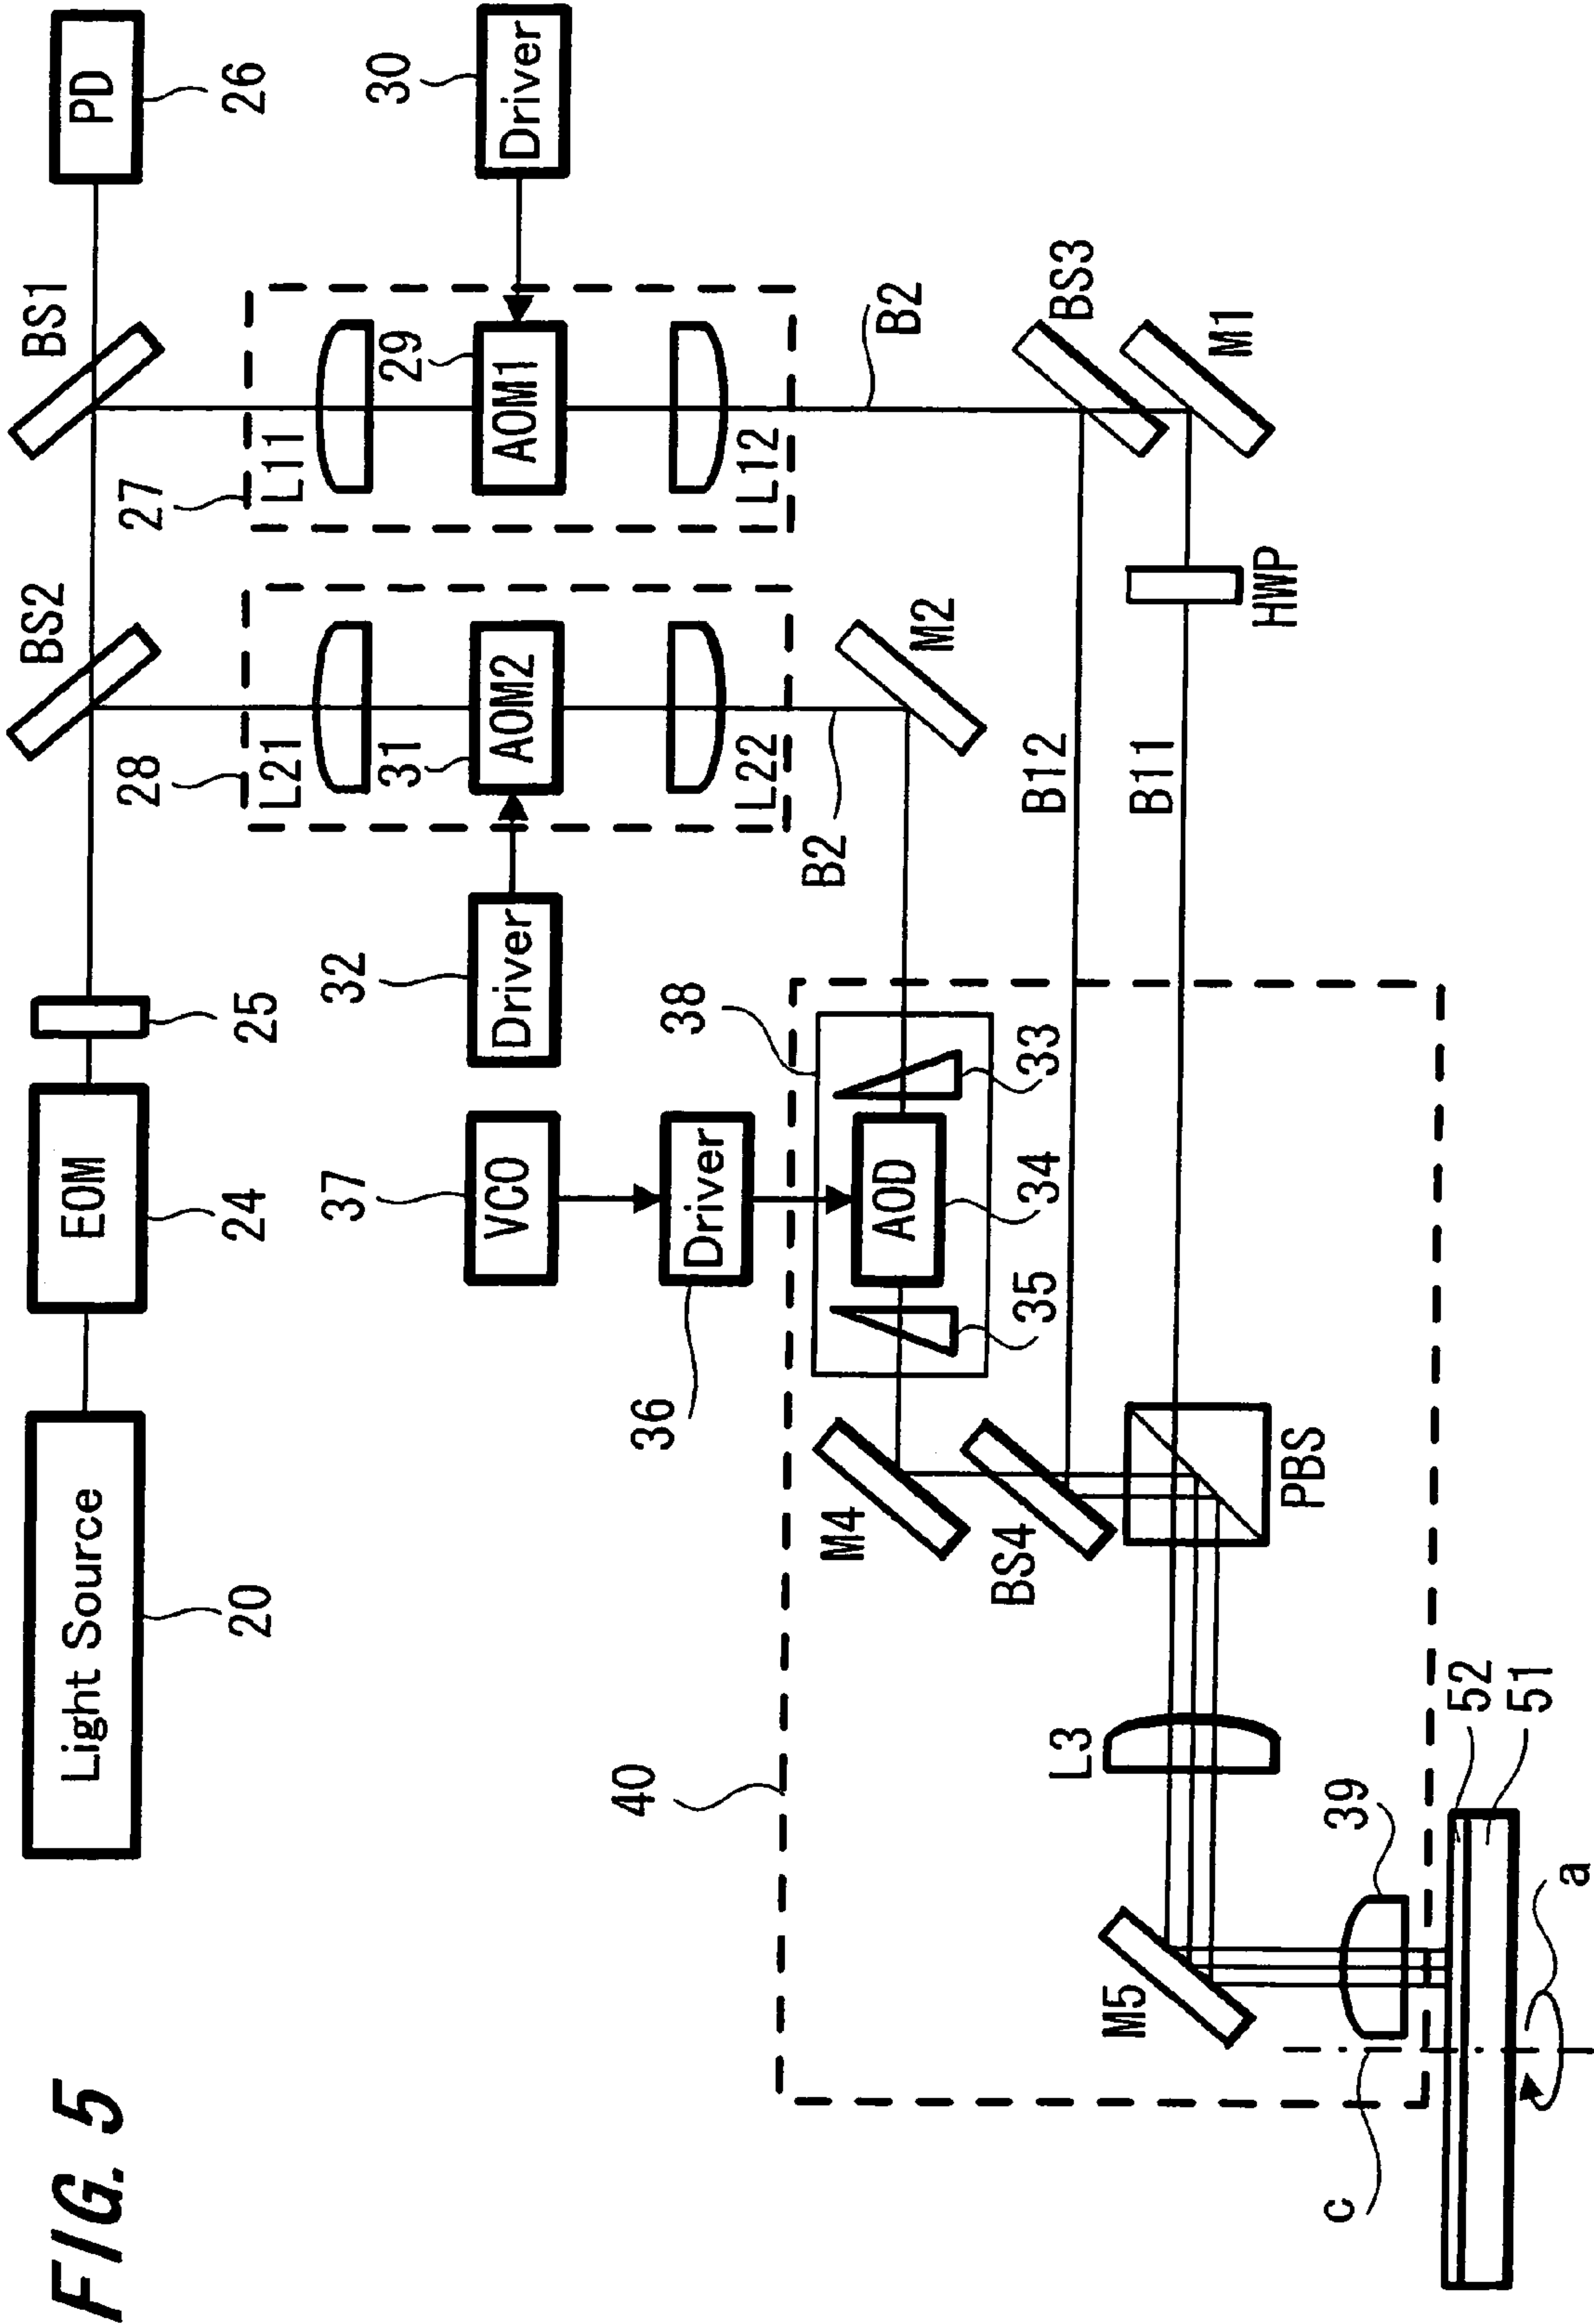 FIG. 5
Light Source
20
EOM
24
25
BS2
BS1
PD
26
27
28
L21
L11
31
AOM2
29
AOM1
L22
L12
32
Driver
30
Driver
37
VCO
36
Driver
B2
B2
M2
38
33
AOD
34
35
M4
BS4
B12
B11
BS3
M1
HWP
PBS
40
L3
M5
39
52
51
c
a